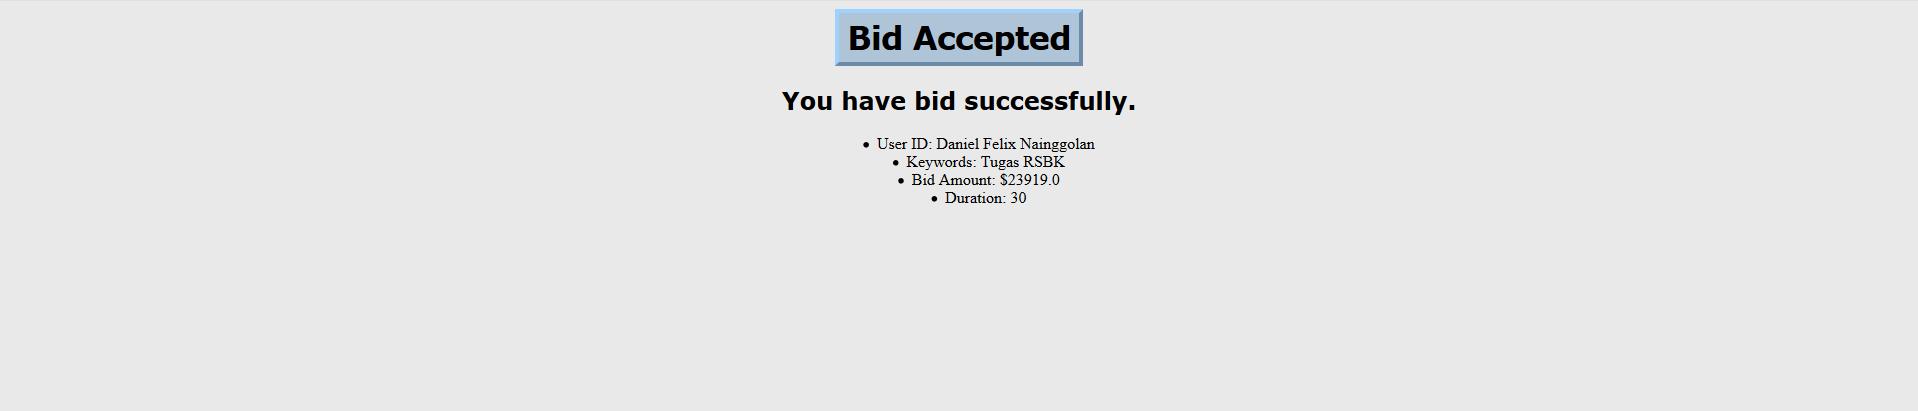 Bid Accepted
You have bid successfully.
• User ID: Daniel Felix Nainggolan
• Keywords: Tugas RSBK
• Bid Amount: $23919.0
• Duration: 30